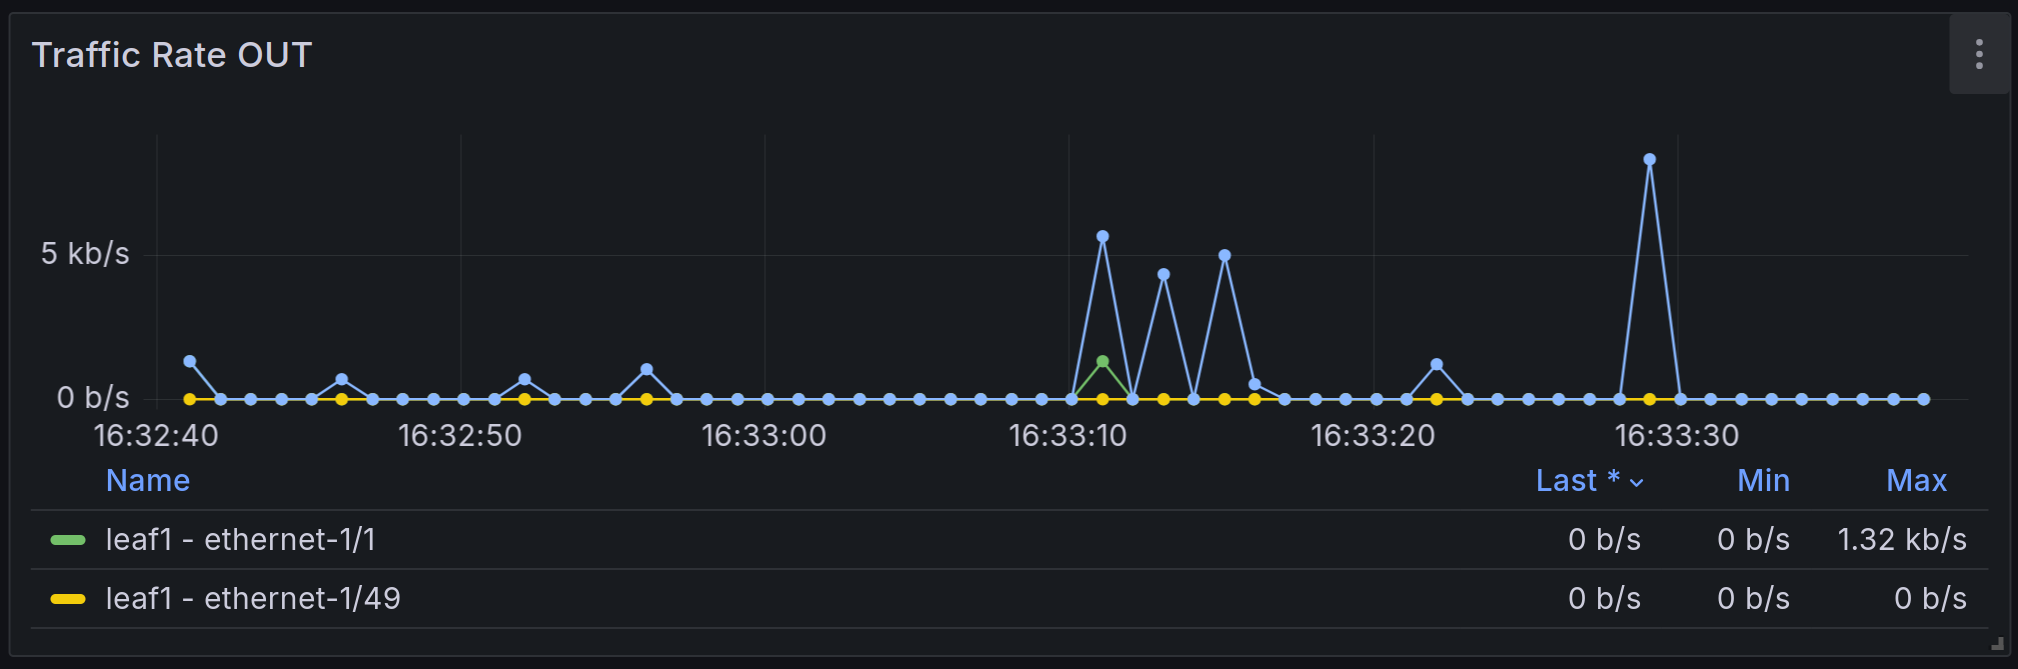 Traffic Rate OUT
5 kb/s
0 b/s
16:32:40 16:32:50 16:33:00 16:33:10 16:33:20 16:33:30
Name Last * Min Max
leaf1 - ethernet-1/1 0 b/s 0 b/s 1.32 kb/s
leaf1 - ethernet-1/49 0 b/s 0 b/s 0 b/s